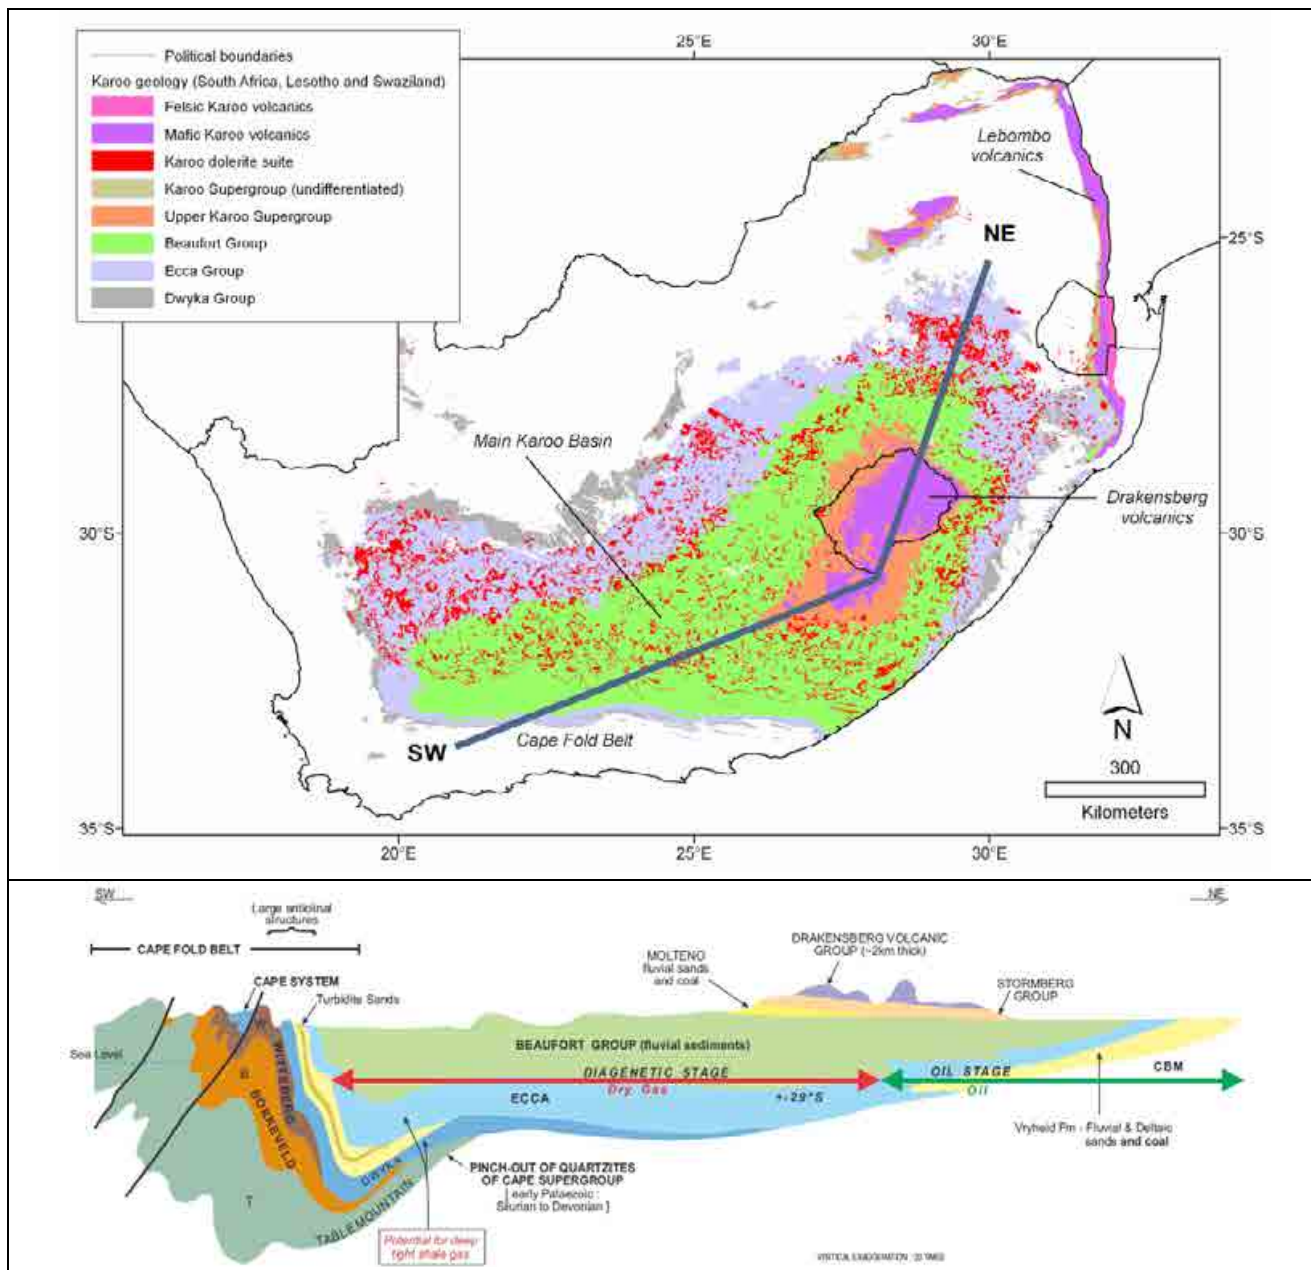 Political boundaries
Karoo geology (South Africa, Lesotho and Swaziland)
Felsic Karoo volcanics
Mafic Karoo volcanics
Karoo dolerite suite
Karoo Supergroup (undifferentiated)
Upper Karoo Supergroup
Beaufort Group
Ecca Group
Dwyka Group
25°E
30°E
Lebombo
volcanics
NE
25°S
Main Karoo Basin
Drakensberg
volcanics
30°S
30°S
SW
Cape Fold Belt
N
300
Kilometers
35°S
35°S
20°E
25°E
30°E
SW
NE
Large anticlinal
structures
CAPE FOLD BELT
CAPE SYSTEM
Turbidite Sands
MOLTENO
fluvial sands
and coal
DRAKENSBERG VOLCANIC
GROUP (~2km thick)
STORMBERG
GROUP
Sea Level
BEAUFORT GROUP (fluvial sediments)
DIAGENETIC STAGE
Dry Gas
OIL STAGE
Oil
CBM
ECCA
+-29°S
B
BOKKEVELD
WITTEBERG
DWYKA
T
TABLE MOUNTAIN
Vryheid Fm - Fluvial & Deltaic
sands and coal
PINCH-OUT OF QUARTZITES
OF CAPE SUPERGROUP
[ early Palaezoic :
Silurian to Devonian ]
Potential for deep
tight shale gas
VERTICAL EXAGGERATION